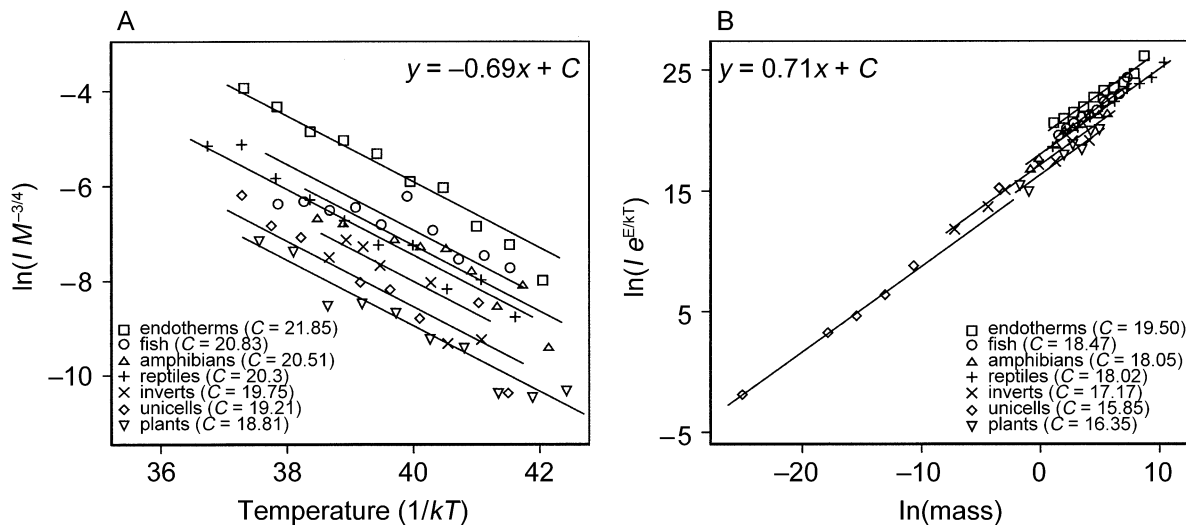 A
y = –0.69x + C
ln(I M^–3/4)
–4
–6
–8
–10
□ endotherms (C = 21.85)
○ fish (C = 20.83)
△ amphibians (C = 20.51)
+ reptiles (C = 20.3)
× inverts (C = 19.75)
◇ unicells (C = 19.21)
▽ plants (C = 18.81)
36 38 40 42
Temperature (1/kT)
B
y = 0.71x + C
ln(I e^E/kT)
25
15
5
–5
□ endotherms (C = 19.50)
○ fish (C = 18.47)
△ amphibians (C = 18.05)
+ reptiles (C = 18.02)
× inverts (C = 17.17)
◇ unicells (C = 15.85)
▽ plants (C = 16.35)
–20 –10 0 10
ln(mass)